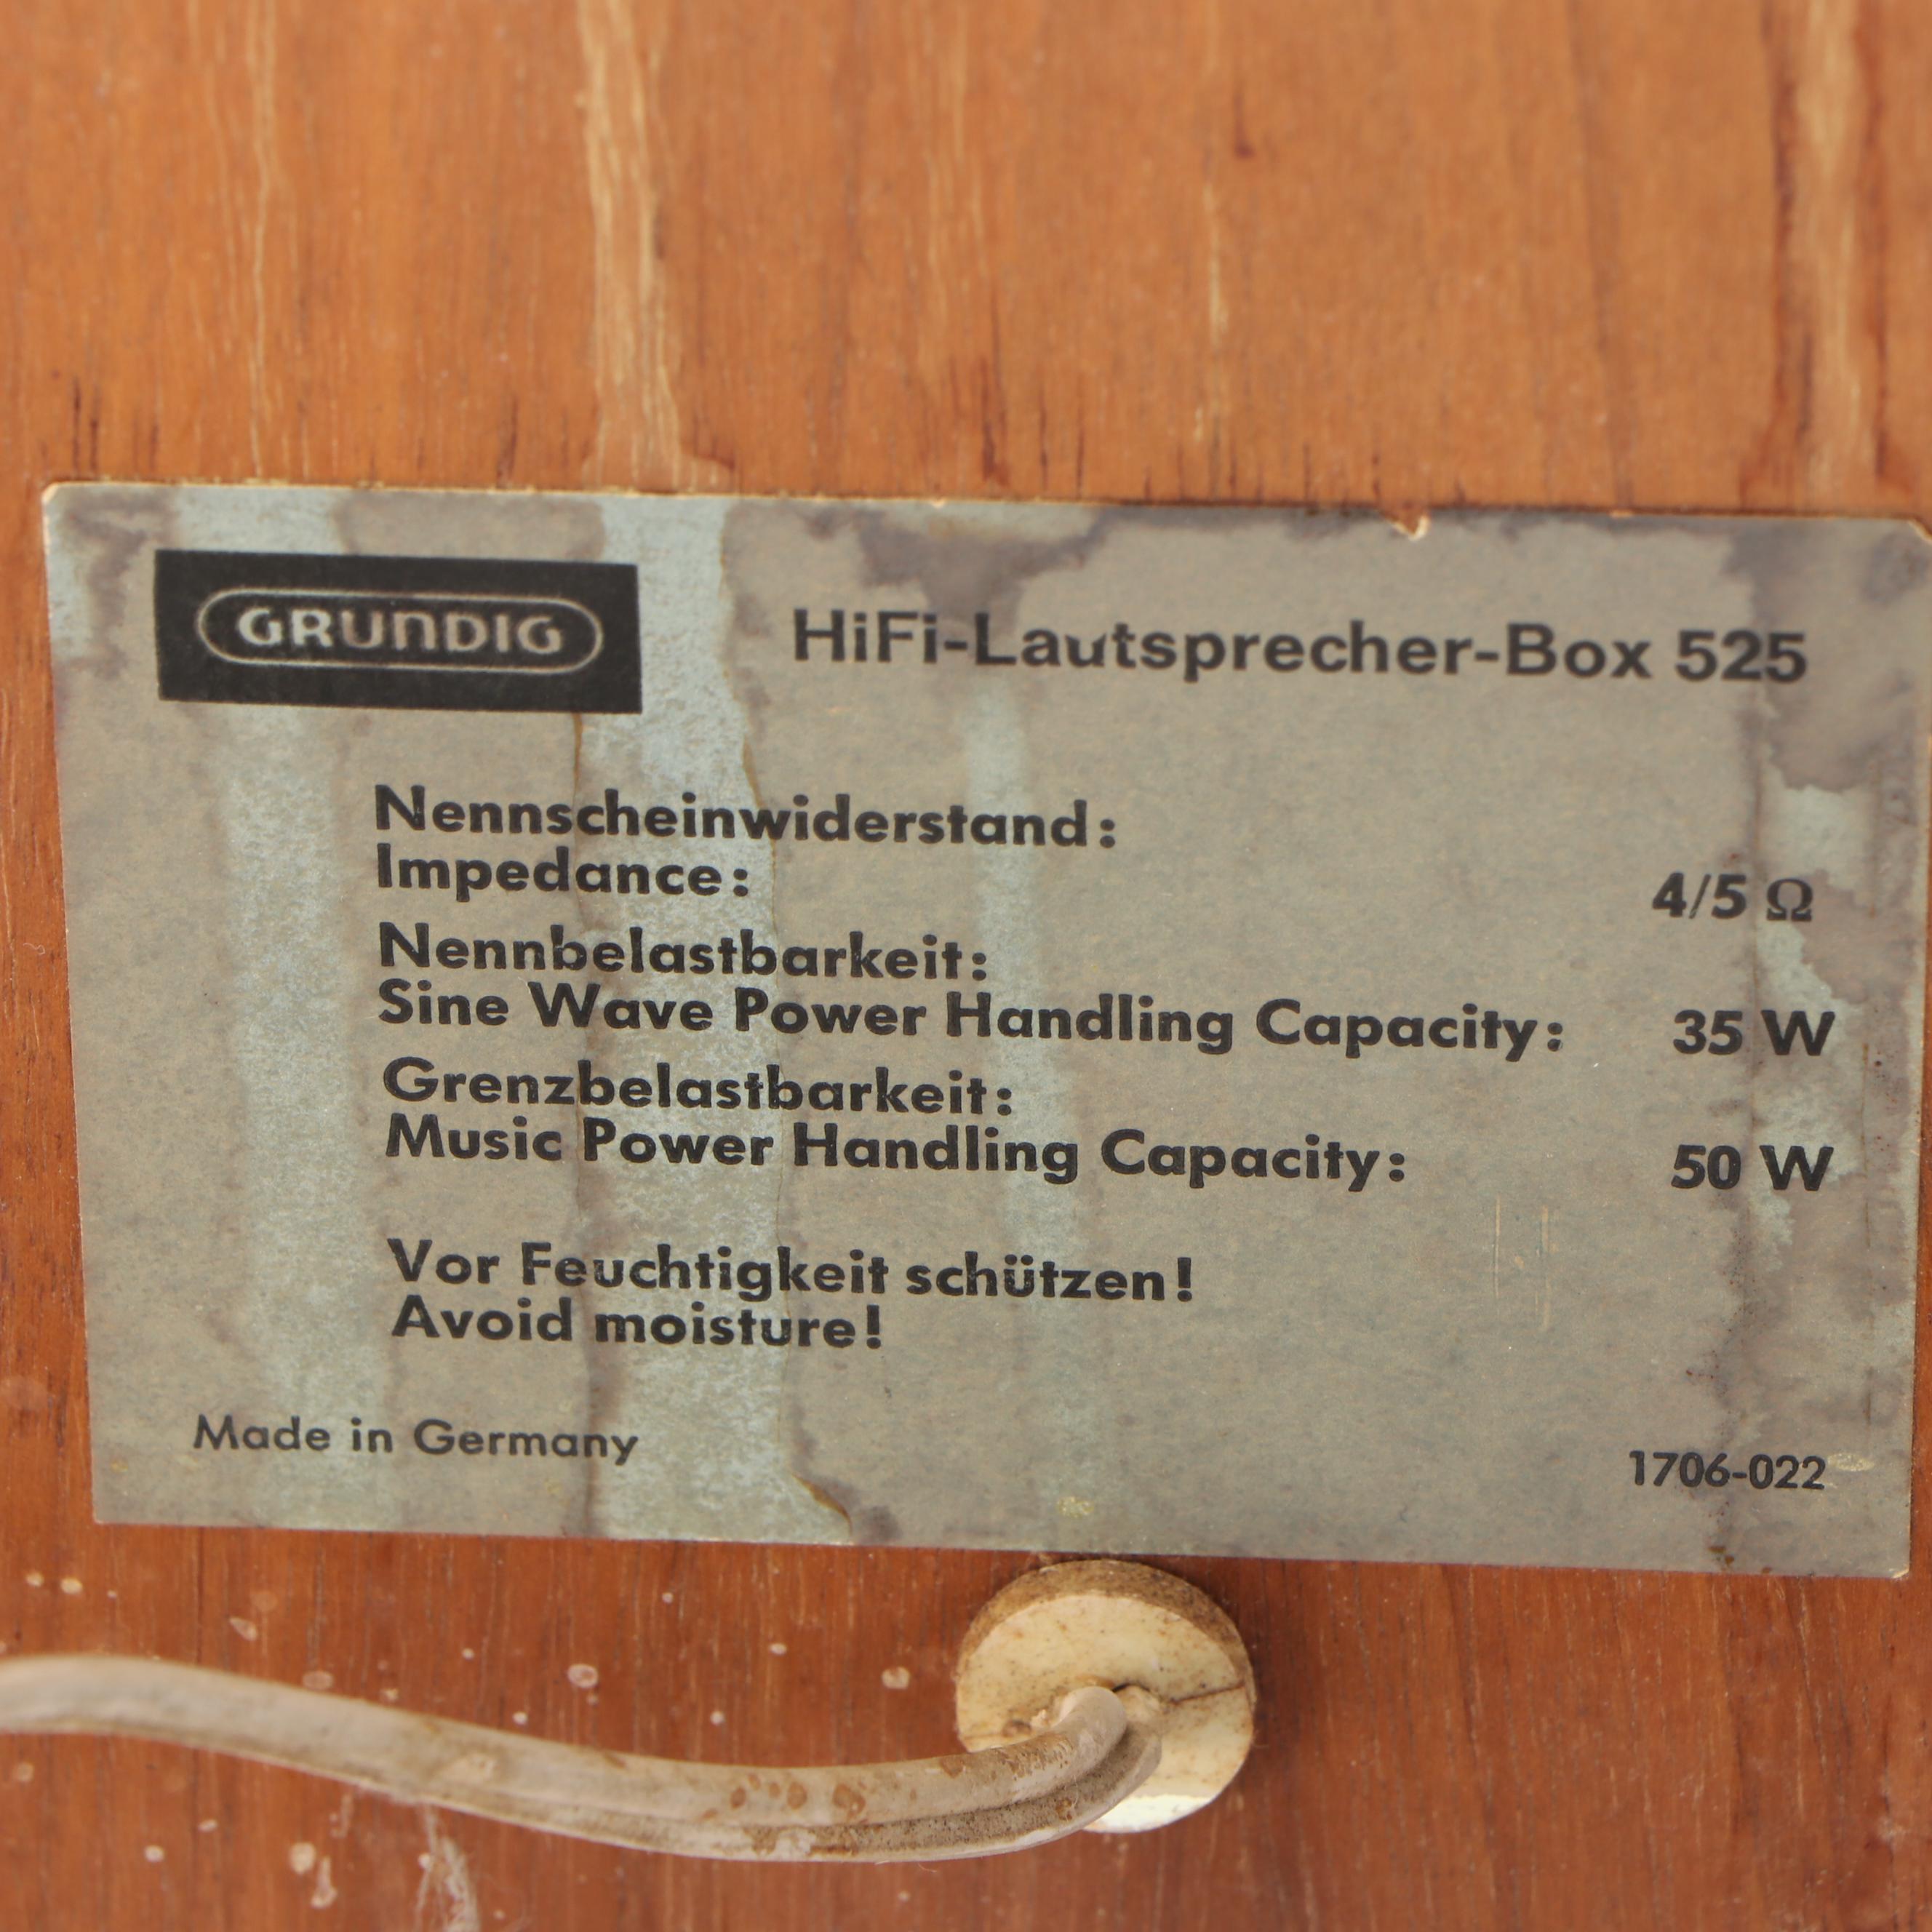 GRUNDIG
HiFi-Lautsprecher-Box 525
Nennscheinwiderstand:
Impedance: 4/5 Ω
Nennbelastbarkeit:
Sine Wave Power Handling Capacity: 35 W
Grenzbelastbarkeit:
Music Power Handling Capacity: 50 W
Vor Feuchtigkeit schützen!
Avoid moisture!
Made in Germany
1706-022